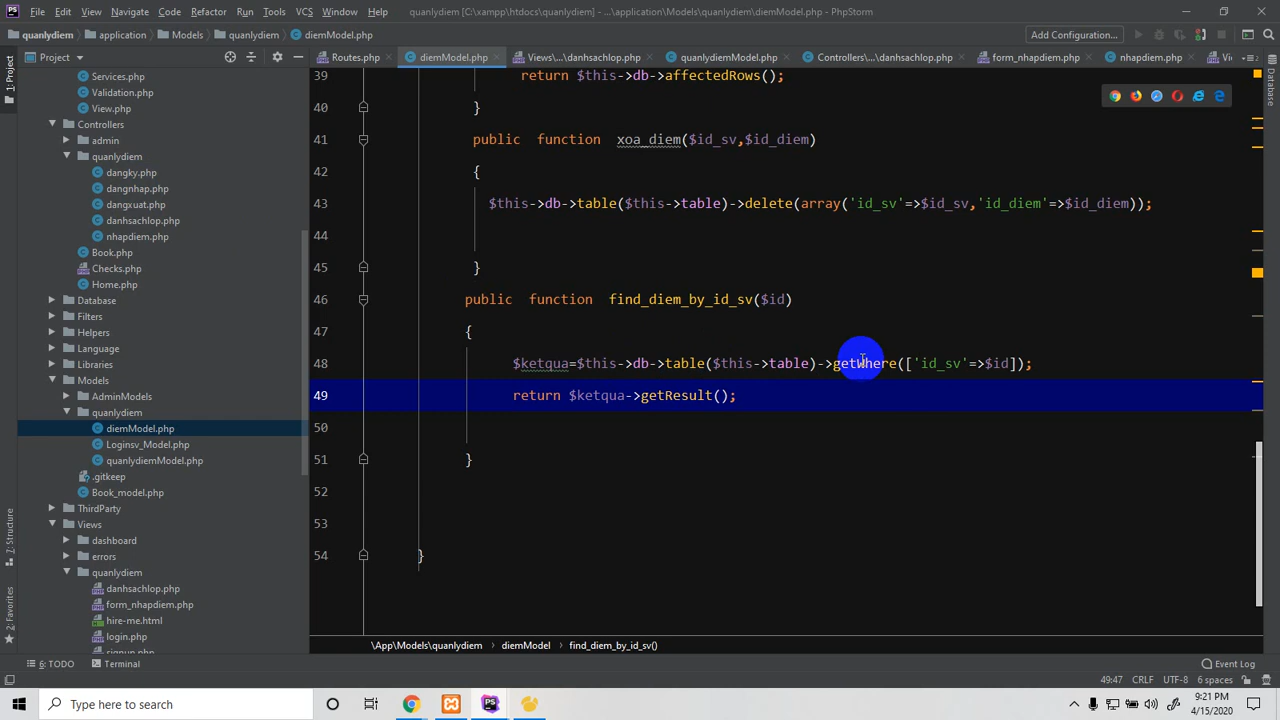 File Edit View Navigate Code Refactor Run Tools VCS Window Help quanlydiem [C:\xampp\htdocs\quanlydiem] - ...\application\Models\quanlydiem\diemModel.php - PhpStorm
quanlydiem application Models quanlydiem diemModel.php Add Configuration...
Project Routes.php diemModel.php Views\...\danhsachlop.php quanlydiemModel.php Controllers\...\danhsachlop.php form_nhapdiem.php nhapdiem.php
Services.php
Validation.php
View.php
Controllers
admin
quanlydiem
dangky.php
dangnhap.php
dangxuat.php
danhsachlop.php
nhapdiem.php
Book.php
Checks.php
Home.php
Database
Filters
Helpers
Language
Libraries
Models
AdminModels
quanlydiem
diemModel.php
Loginsv_Model.php
quanlydiemModel.php
.gitkeep
Book_model.php
ThirdParty
Views
dashboard
errors
quanlydiem
danhsachlop.php
form_nhapdiem.php
hire-me.html
login.php
signup.php
1: Project
7: Structure
2: Favorites
Database
39 return $this->db->affectedRows();
40 }
41 public function xoa_diem($id_sv,$id_diem)
42 {
43 $this->db->table($this->table)->delete(array('id_sv'=>$id_sv,'id_diem'=>$id_diem));
44
45 }
46 public function find_diem_by_id_sv($id)
47 {
48 $ketqua=$this->db->table($this->table)->getWhere(['id_sv'=>$id]);
49 return $ketqua->getResult();
50
51 }
52
53
54 }
\App\Models\quanlydiem diemModel find_diem_by_id_sv()
6: TODO Terminal Event Log
49:47 CRLF UTF-8 6 spaces
Type here to search
9:21 PM
4/15/2020